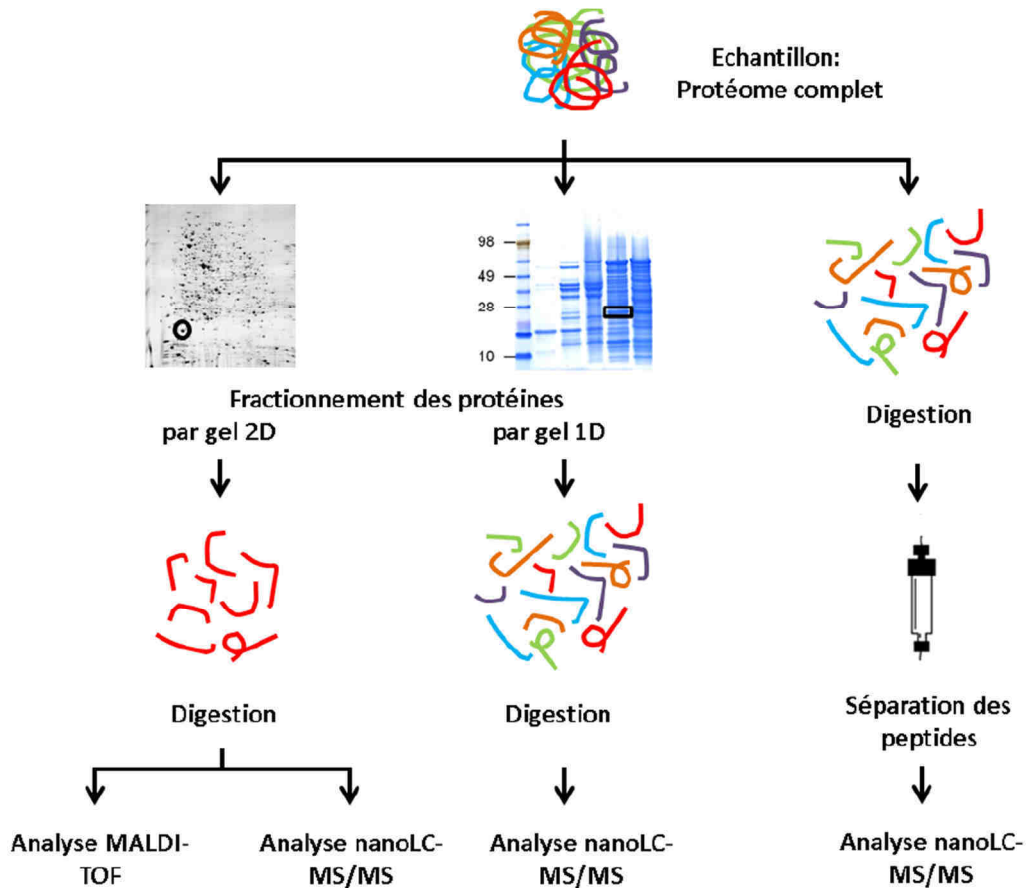 Echantillon:
Protéome complet
98
49
28
10
Fractionnement des protéines
par gel 2D
par gel 1D
Digestion
Digestion
Digestion
Séparation des
peptides
Analyse MALDI-
TOF
Analyse nanoLC-
MS/MS
Analyse nanoLC-
MS/MS
Analyse nanoLC-
MS/MS